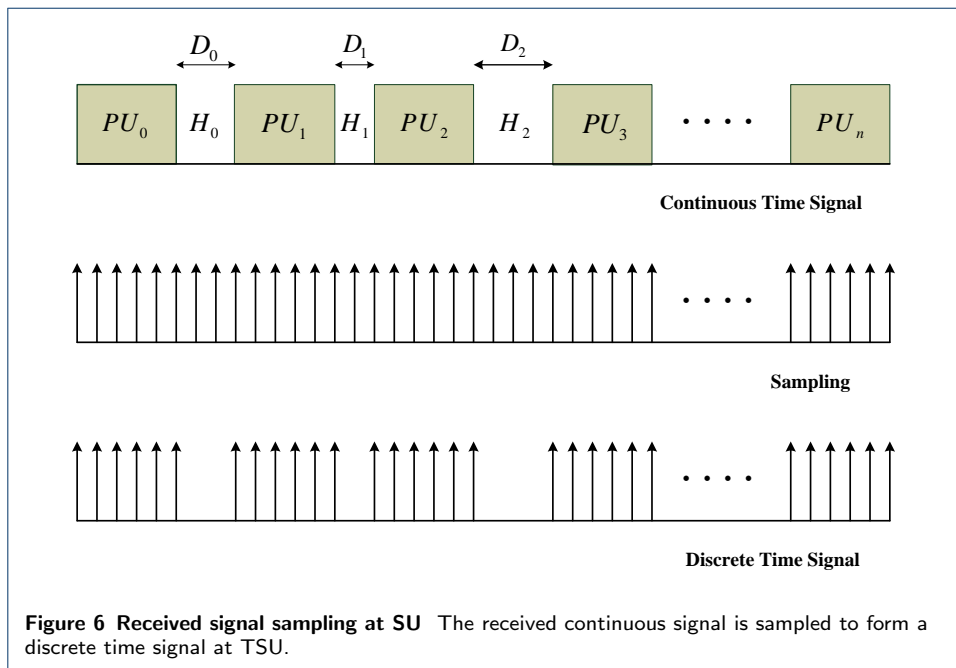 D₀ D₁ D₂
PU₀ H₀ PU₁ H₁ PU₂ H₂ PU₃ · · · · PUₙ
Continuous Time Signal
· · · ·
Sampling
· · · ·
Discrete Time Signal
Figure 6 Received signal sampling at SU The received continuous signal is sampled to form a
discrete time signal at TSU.